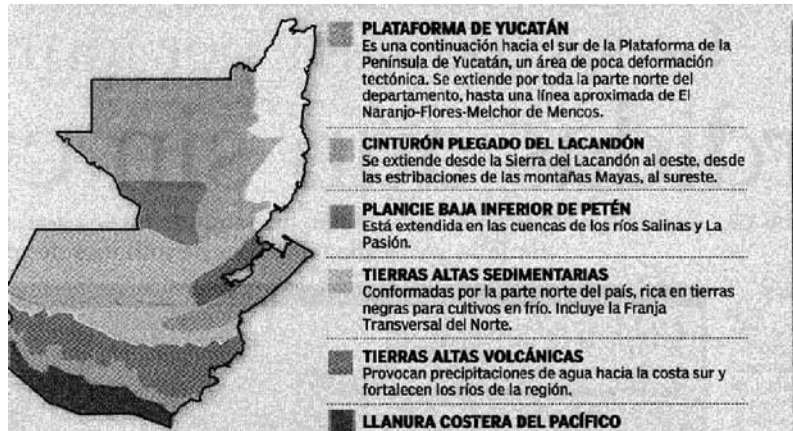 PLATAFORMA DE YUCATÁN
Es una continuación hacia el sur de la Plataforma de la
Península de Yucatán, un área de poca deformación
tectónica. Se extiende por toda la parte norte del
departamento, hasta una línea aproximada de El
Naranjo-Flores-Melchor de Mencos.
CINTURÓN PLEGADO DEL LACANDÓN
Se extiende desde la Sierra del Lacandón al oeste, desde
las estribaciones de las montañas Mayas, al sureste.
PLANICIE BAJA INFERIOR DE PETÉN
Está extendida en las cuencas de los ríos Salinas y La
Pasión.
TIERRAS ALTAS SEDIMENTARIAS
Conformadas por la parte norte del país, rica en tierras
negras para cultivos en frío. Incluye la Franja
Transversal del Norte.
TIERRAS ALTAS VOLCÁNICAS
Provocan precipitaciones de agua hacia la costa sur y
fortalecen los ríos de la región.
LLANURA COSTERA DEL PACÍFICO